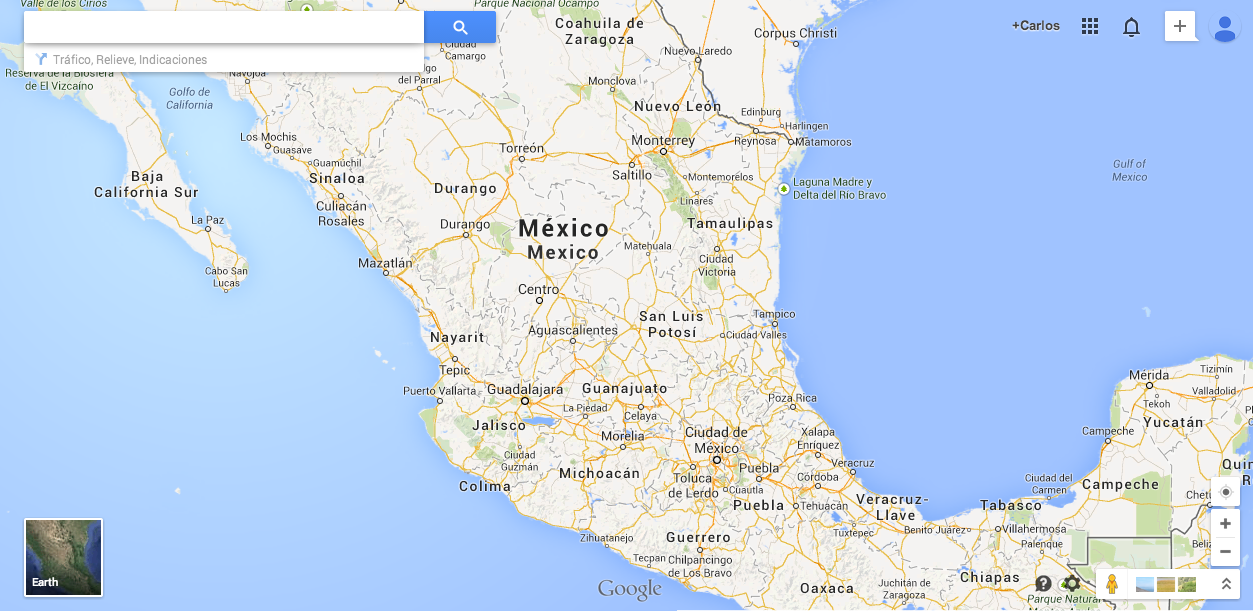 Valle de los Cirios
Parque Nacional Ocampo
Coahuila de
Zaragoza
Corpus Christi
+Carlos
Ciudad
Camargo
Nuevo Laredo
Tráfico, Relieve, Indicaciones
Reserva de la Biosfera
de El Vizcaíno
Navojoa
del Parral
Monclova
Golfo de
California
Nuevo León
Edinburg
Harlingen
Reynosa
Matamoros
Los Mochis
Guasave
Guamúchil
Torreón
Monterrey
Saltillo
Montemorelos
Gulf of
Mexico
Baja
California Sur
Sinaloa
Durango
Linares
Laguna Madre y
Delta del Río Bravo
Culiacán
Rosales
La Paz
Durango
México
Mexico
Tamaulipas
Matehuala
Ciudad
Victoria
Mazatlán
Cabo San
Lucas
Centro
San Luis
Potosí
Tampico
Aguascalientes
Ciudad Valles
Nayarit
Tepic
Puerto Vallarta
Guadalajara
Guanajuato
La Piedad
Celaya
Poza Rica
Mérida
Tizimín
Valladolid
Tekoh
Yucatán
Campeche
Jalisco
Morelia
Ciudad de
México
Xalapa
Enríquez
Ciudad
Guzmán
Michoacán
Colima
Toluca
de Lerdo
Puebla
Cuautla
Puebla
Veracruz
Córdoba
Tehuacán
Veracruz-
Llave
Ciudad del
Carmen
Campeche
Tabasco
Villahermosa
Benito Juárez
Tuxtepec
Palenque
Guerrero
Zihuatanejo
Tecpan
Chilpancingo
de Los Bravo
Oaxaca
Juchitán de
Zaragoza
Chiapas
Earth
Google